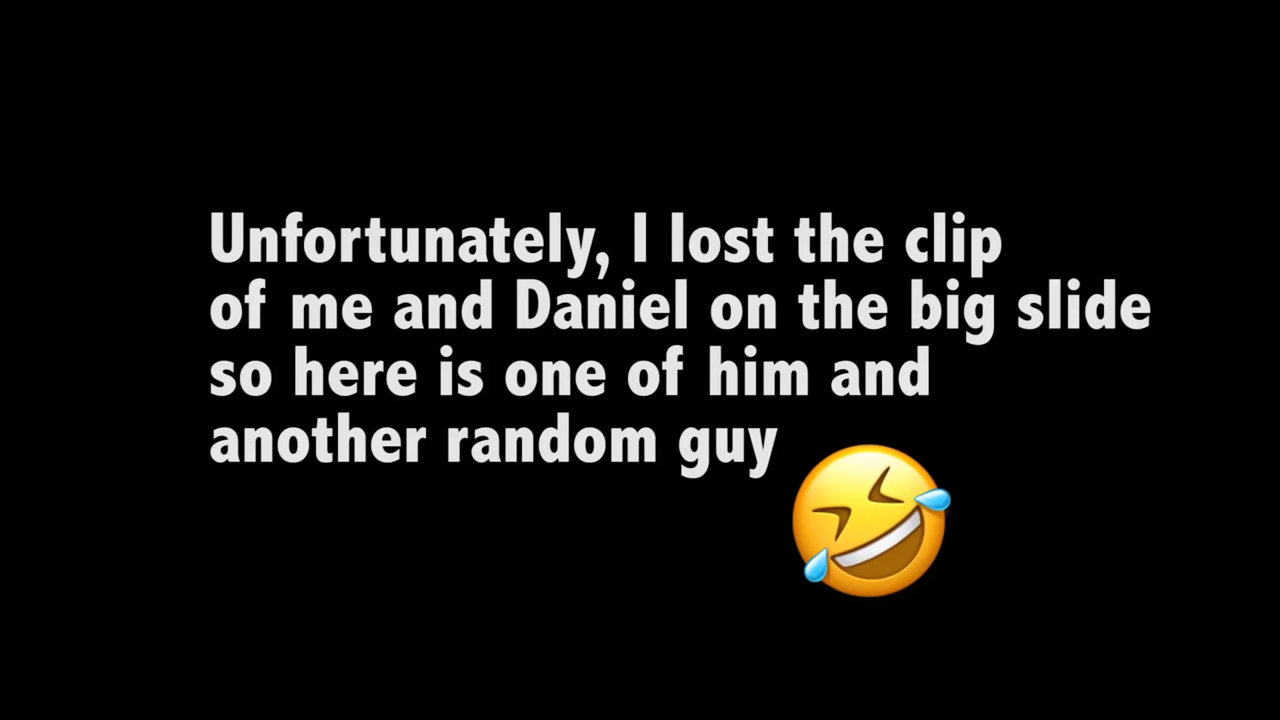 Unfortunately, I lost the clip
of me and Daniel on the big slide
so here is one of him and
another random guy